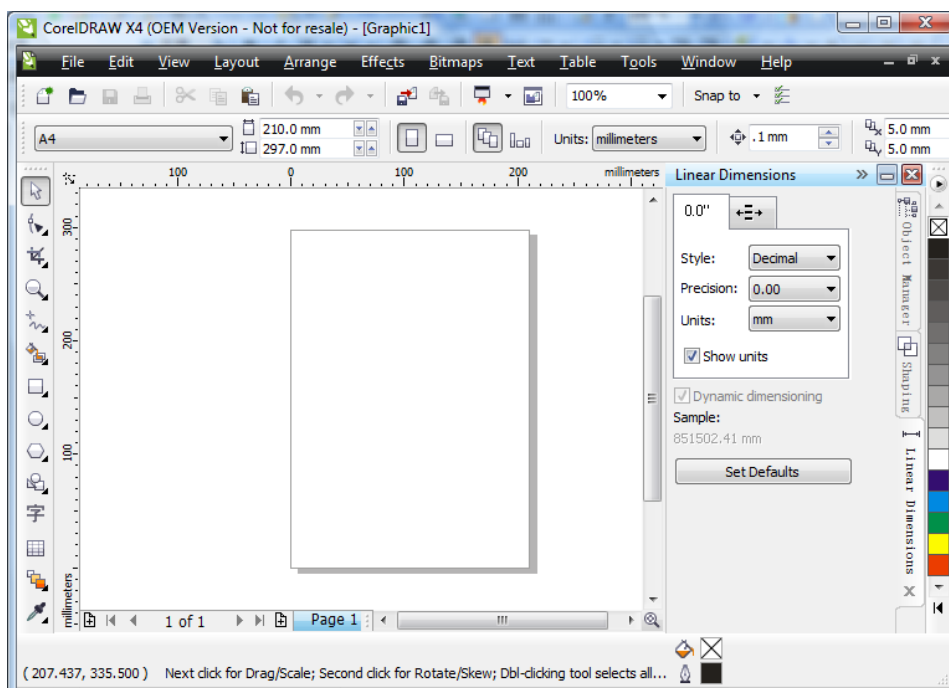 CorelDRAW X4 (OEM Version - Not for resale) - [Graphic1]
File Edit View Layout Arrange Effects Bitmaps Text Table Tools Window Help
100% Snap to
A4 210.0 mm 297.0 mm Units: millimeters .1 mm 5.0 mm 5.0 mm
100 0 100 200 millimeters
Linear Dimensions
0.0"
Style: Decimal
Precision: 0.00
Units: mm
Show units
Dynamic dimensioning
Sample:
851502.41 mm
Set Defaults
Object Manager
Shaping
Linear Dimensions
300
200
100
millimeters
字
1 of 1 Page 1
( 207.437, 335.500 ) Next click for Drag/Scale; Second click for Rotate/Skew; Dbl-clicking tool selects all...